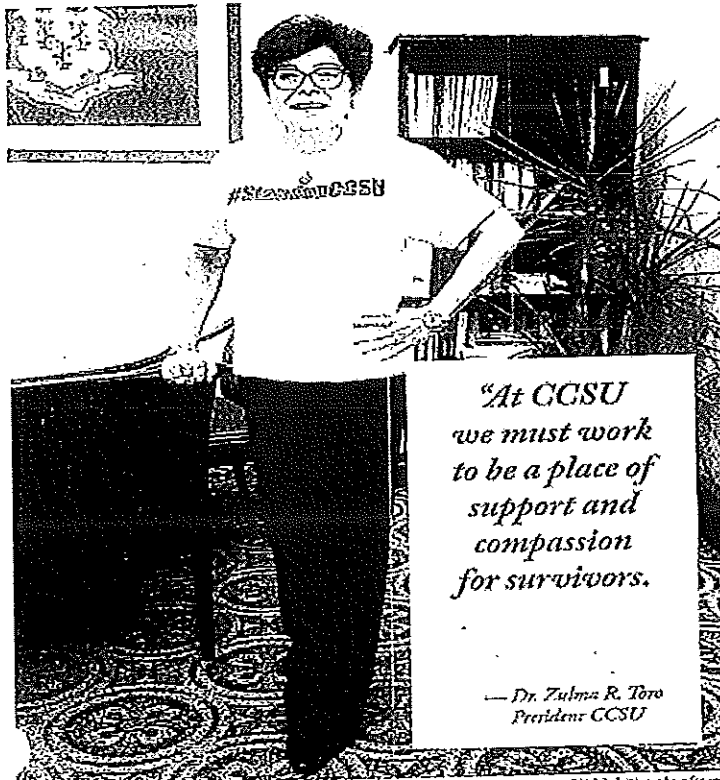 #StandatCCSU
“At CCSU
we must work
to be a place of
support and
compassion
for survivors.
— Dr. Zulma R. Toro
President CCSU